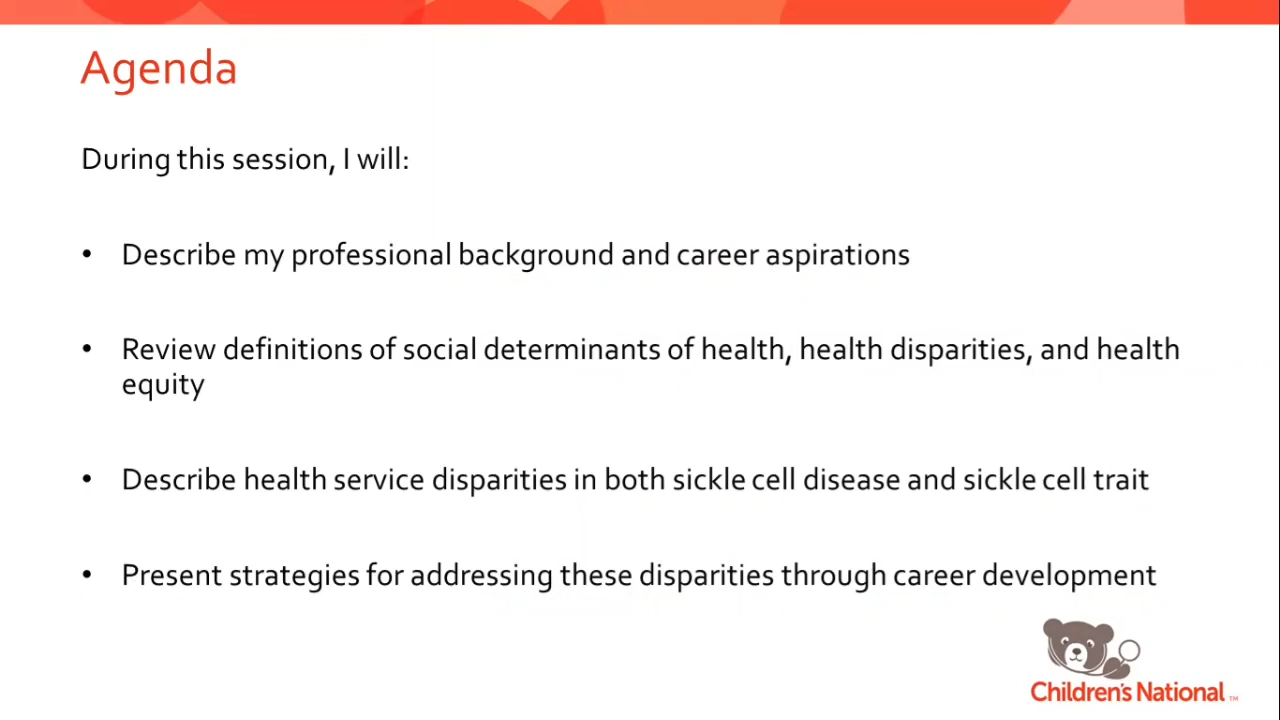 Agenda
During this session, I will:
• Describe my professional background and career aspirations
• Review definitions of social determinants of health, health disparities, and health
equity
• Describe health service disparities in both sickle cell disease and sickle cell trait
• Present strategies for addressing these disparities through career development
Children's National ™